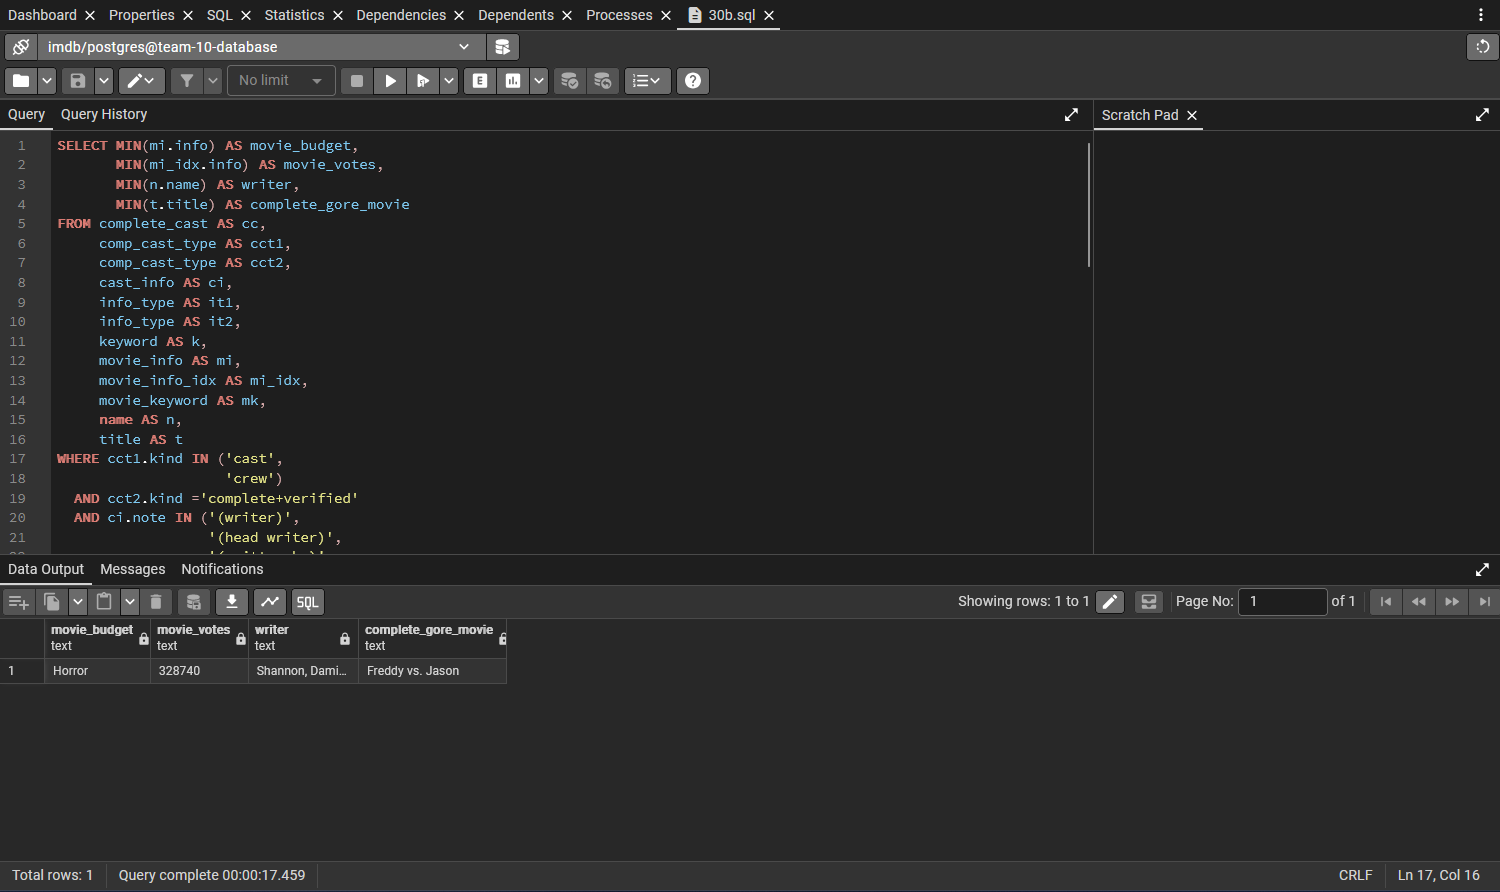 Dashboard Properties SQL Statistics Dependencies Dependents Processes 30b.sql
imdb/postgres@team-10-database
No limit E
Query Query History Scratch Pad
1 SELECT MIN(mi.info) AS movie_budget,
2 MIN(mi_idx.info) AS movie_votes,
3 MIN(n.name) AS writer,
4 MIN(t.title) AS complete_gore_movie
5 FROM complete_cast AS cc,
6 comp_cast_type AS cct1,
7 comp_cast_type AS cct2,
8 cast_info AS ci,
9 info_type AS it1,
10 info_type AS it2,
11 keyword AS k,
12 movie_info AS mi,
13 movie_info_idx AS mi_idx,
14 movie_keyword AS mk,
15 name AS n,
16 title AS t
17 WHERE cct1.kind IN ('cast',
18 'crew')
19 AND cct2.kind ='complete+verified'
20 AND ci.note IN ('(writer)',
21 '(head writer)',
Data Output Messages Notifications
SQL Showing rows: 1 to 1 Page No: 1 of 1
movie_budget movie_votes writer complete_gore_movie
text text text text
1 Horror 328740 Shannon, Dami... Freddy vs. Jason
Total rows: 1 Query complete 00:00:17.459 CRLF Ln 17, Col 16